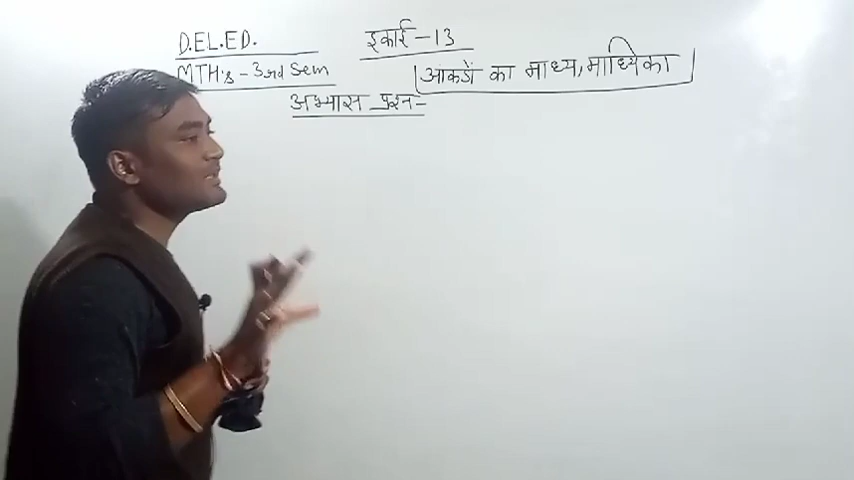 D.EL.ED. इकाई - 13
MTH's - 3rd Sem आंकडों का माध्य, माध्यिका
अभ्यास प्रश्न -